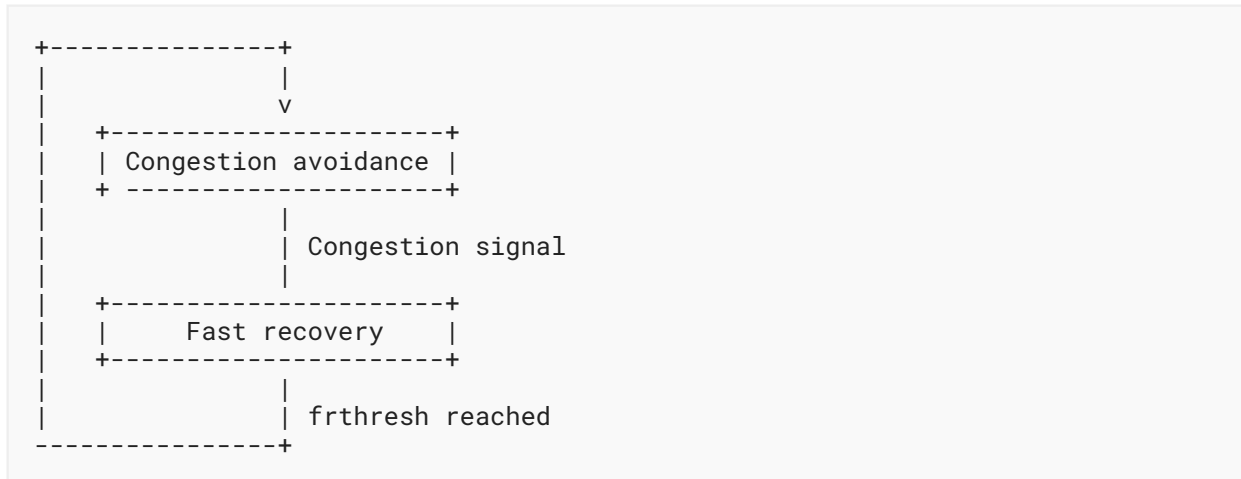 +---------------+
|               |
|               v
|   +----------------------+
|   | Congestion avoidance |
|   + ---------------------+
|               |
|               | Congestion signal
|               |
|   +----------------------+
|   |     Fast recovery    |
|   +----------------------+
|               |
|               | frthresh reached
----------------+